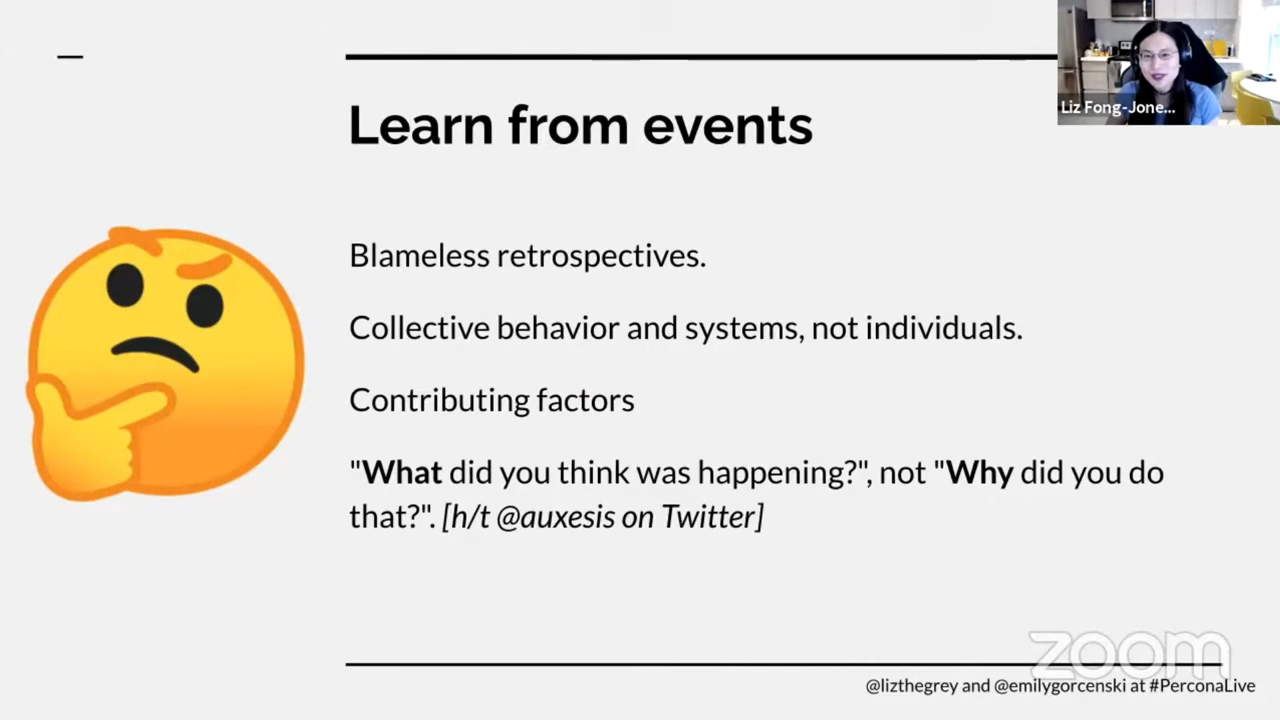 Liz Fong-Jone...
Learn from events
Blameless retrospectives.
Collective behavior and systems, not individuals.
Contributing factors
"What did you think was happening?", not "Why did you do
that?". [h/t @auxesis on Twitter]
zoom
@lizthegrey and @emilygorcenski at #PerconaLive